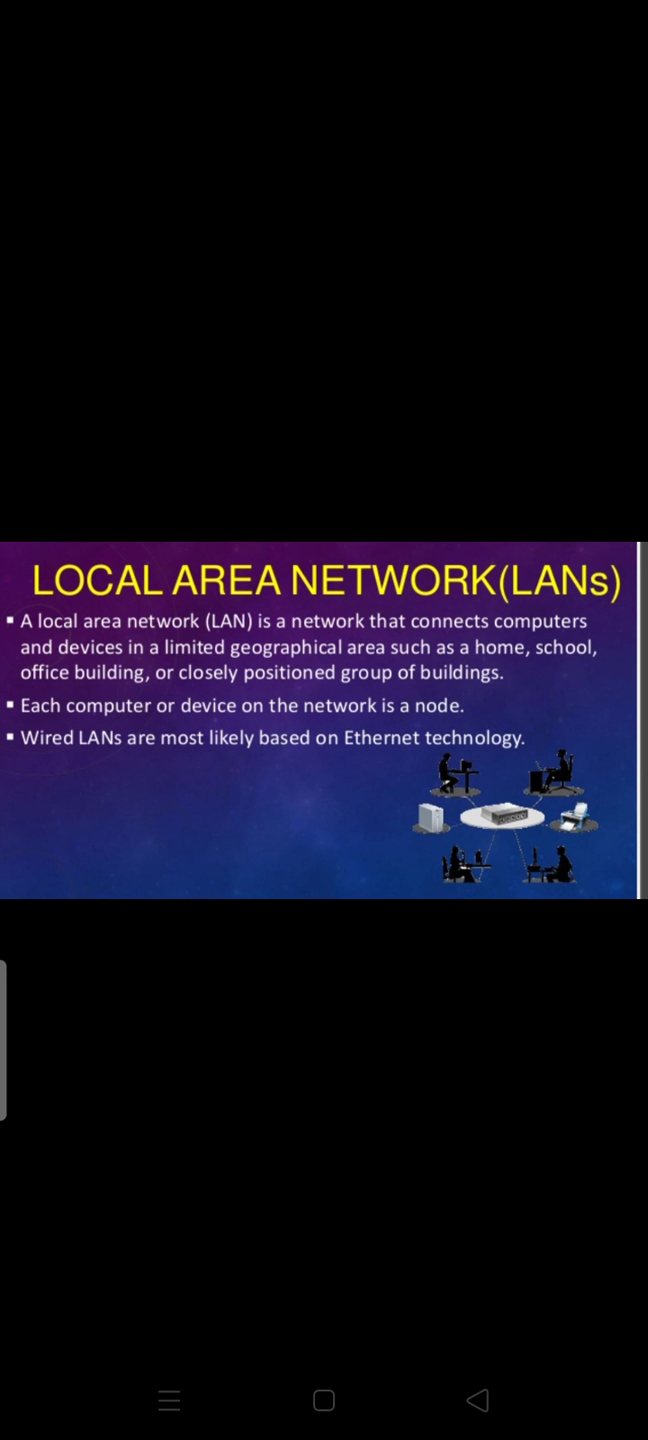 LOCAL AREA NETWORK(LANs)
▪ A local area network (LAN) is a network that connects computers
and devices in a limited geographical area such as a home, school,
office building, or closely positioned group of buildings.
▪ Each computer or device on the network is a node.
▪ Wired LANs are most likely based on Ethernet technology.